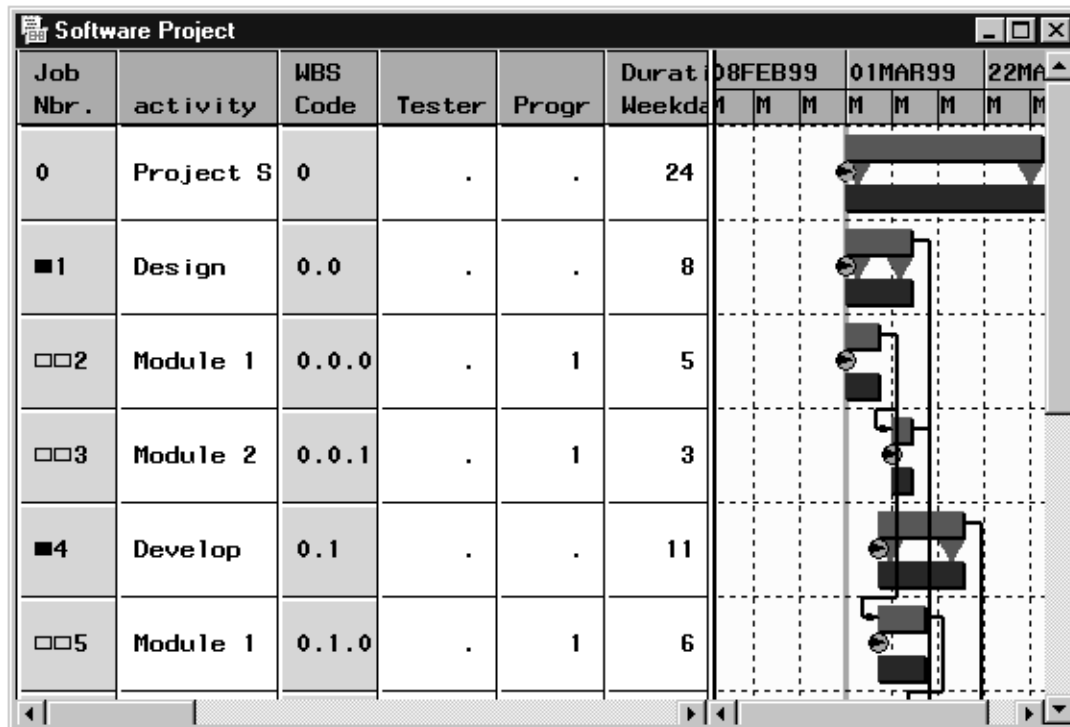 Software Project
Job Nbr. activity WBS Code Tester Progr Durati Weekda 08FEB99 01MAR99 22MA
M M M M M M M M
0 Project S 0 . . 24
1 Design 0.0 . . 8
2 Module 1 0.0.0 . 1 5
3 Module 2 0.0.1 . 1 3
4 Develop 0.1 . . 11
5 Module 1 0.1.0 . 1 6